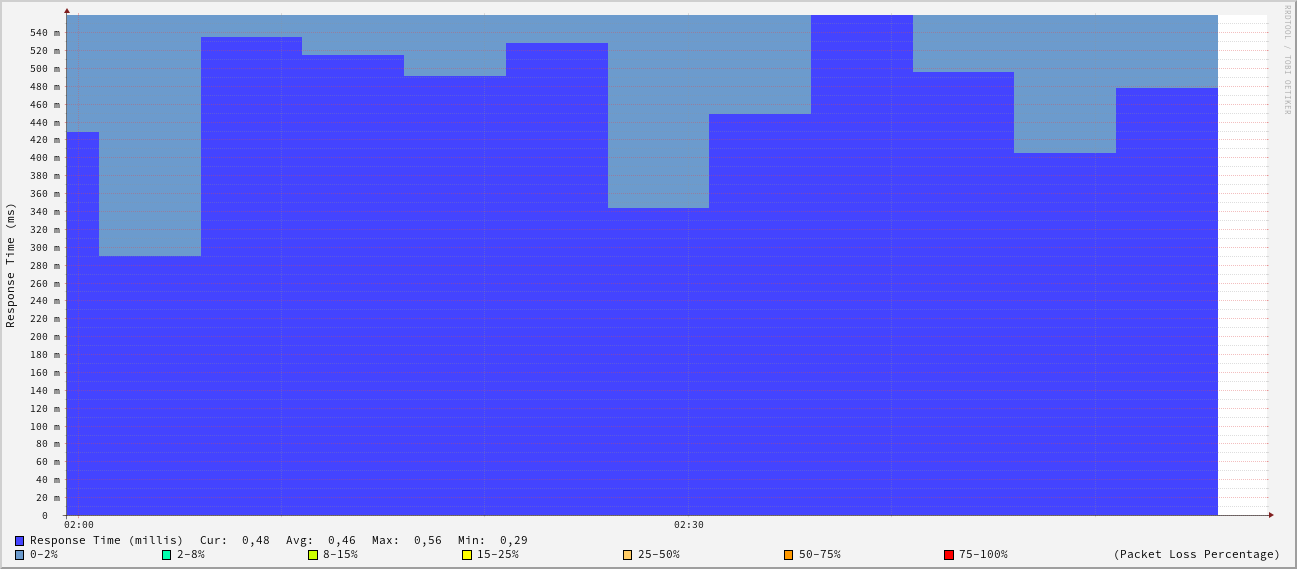 RRDTOOL / TOBI OETIKER
Response Time (ms)
540 m
520 m
500 m
480 m
460 m
440 m
420 m
400 m
380 m
360 m
340 m
320 m
300 m
280 m
260 m
240 m
220 m
200 m
180 m
160 m
140 m
120 m
100 m
80 m
60 m
40 m
20 m
0
02:00 02:30
Response Time (millis) Cur: 0,48 Avg: 0,46 Max: 0,56 Min: 0,29
0-2% 2-8% 8-15% 15-25% 25-50% 50-75% 75-100% (Packet Loss Percentage)